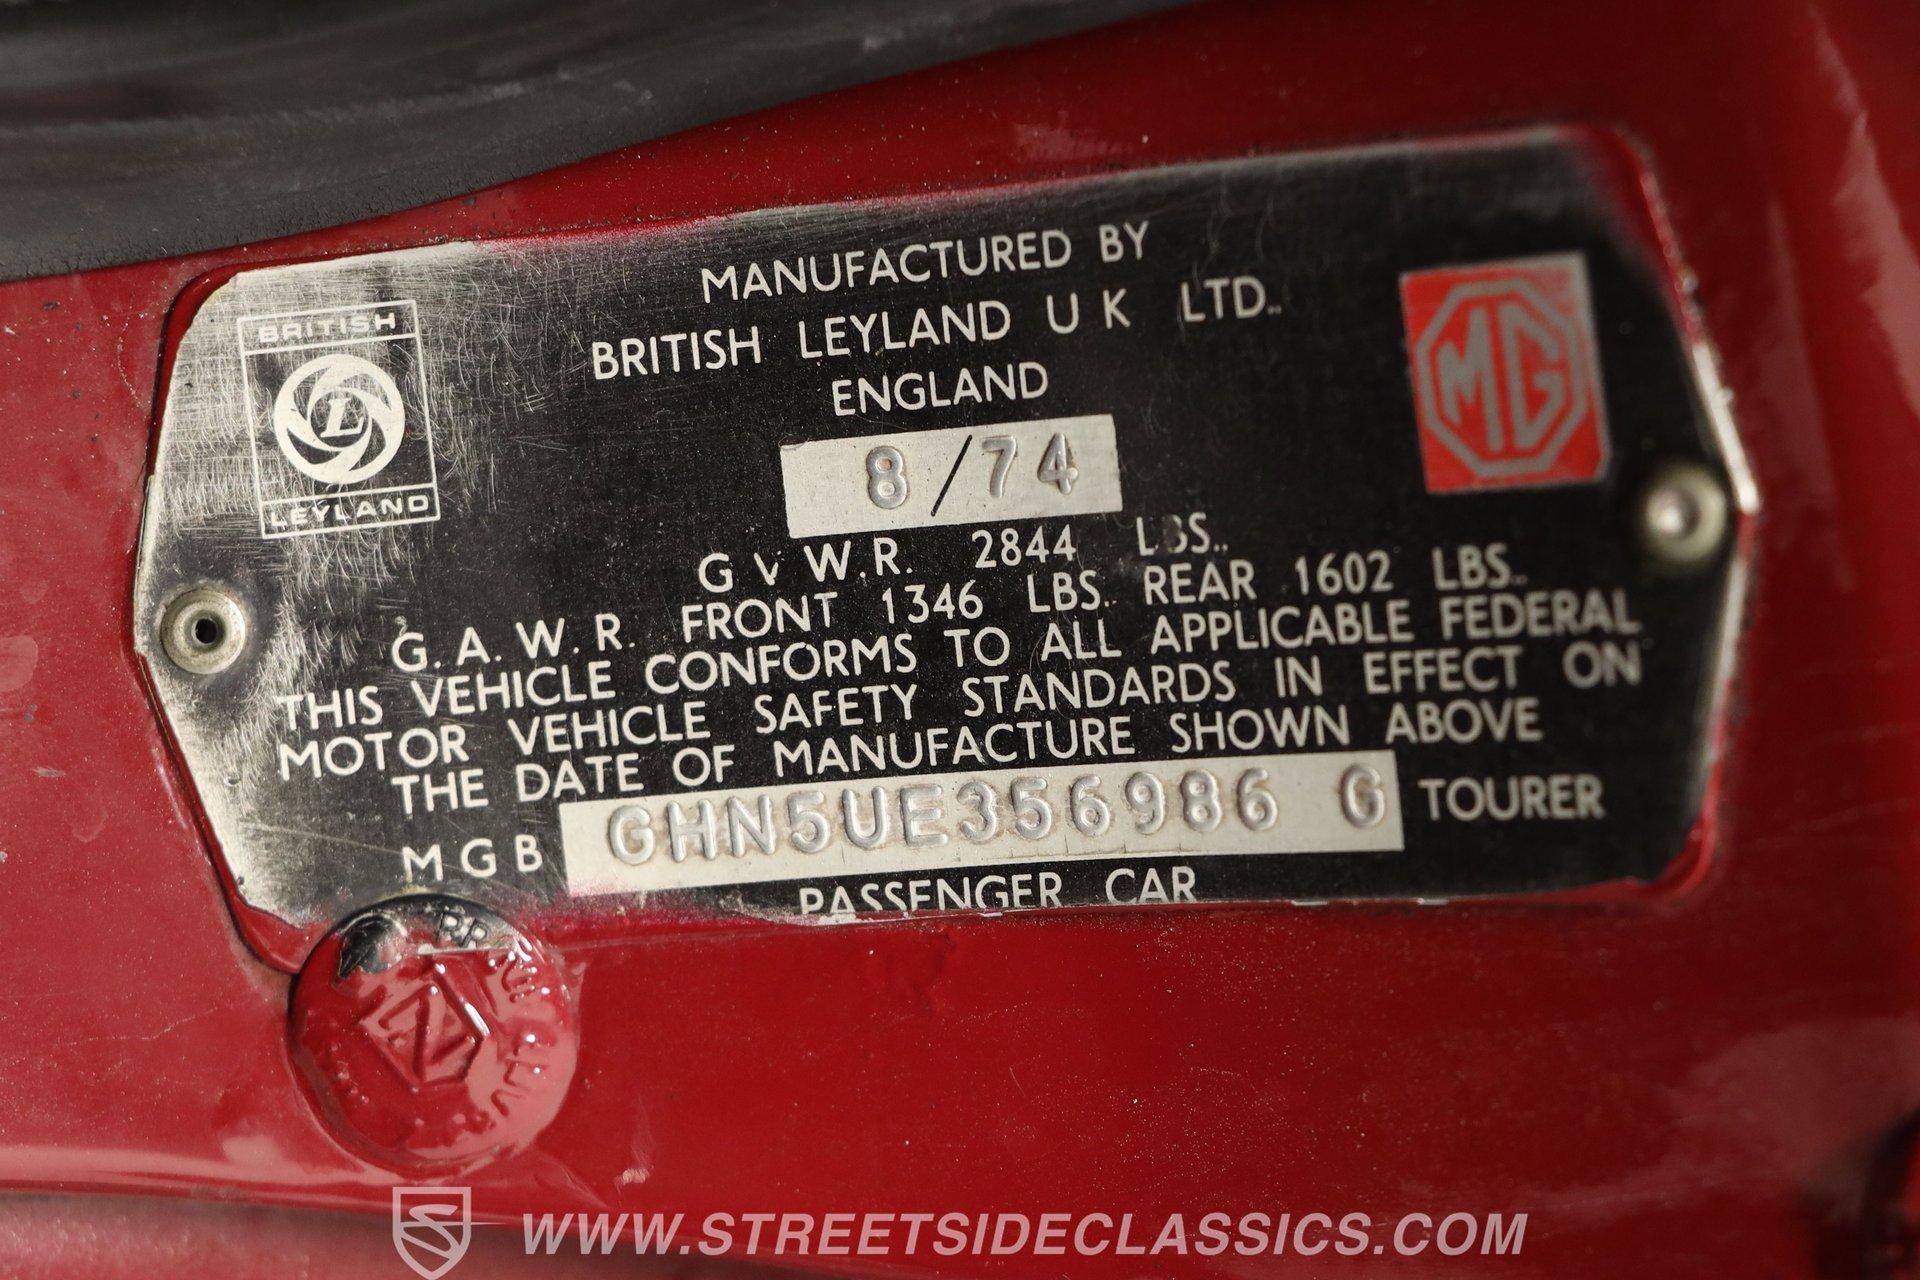 MANUFACTURED BY
BRITISH LEYLAND U K LTD..
ENGLAND
BRITISH
L
LEYLAND
MG
8/74
G V W.R. 2844 LBS..
G.A.W.R. FRONT 1346 LBS. REAR 1602 LBS..
THIS VEHICLE CONFORMS TO ALL APPLICABLE FEDERAL
MOTOR VEHICLE SAFETY STANDARDS IN EFFECT ON
THE DATE OF MANUFACTURE SHOWN ABOVE
MGB GHN5UE356986 G TOURER
PASSENGER CAR
WWW.STREETSIDECLASSICS.COM